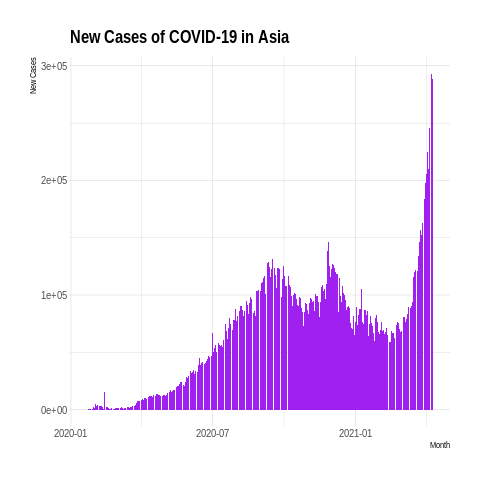 New Cases of COVID-19 in Asia
New Cases
3e+05
2e+05
1e+05
0e+00
2020-01
2020-07
2021-01
Month